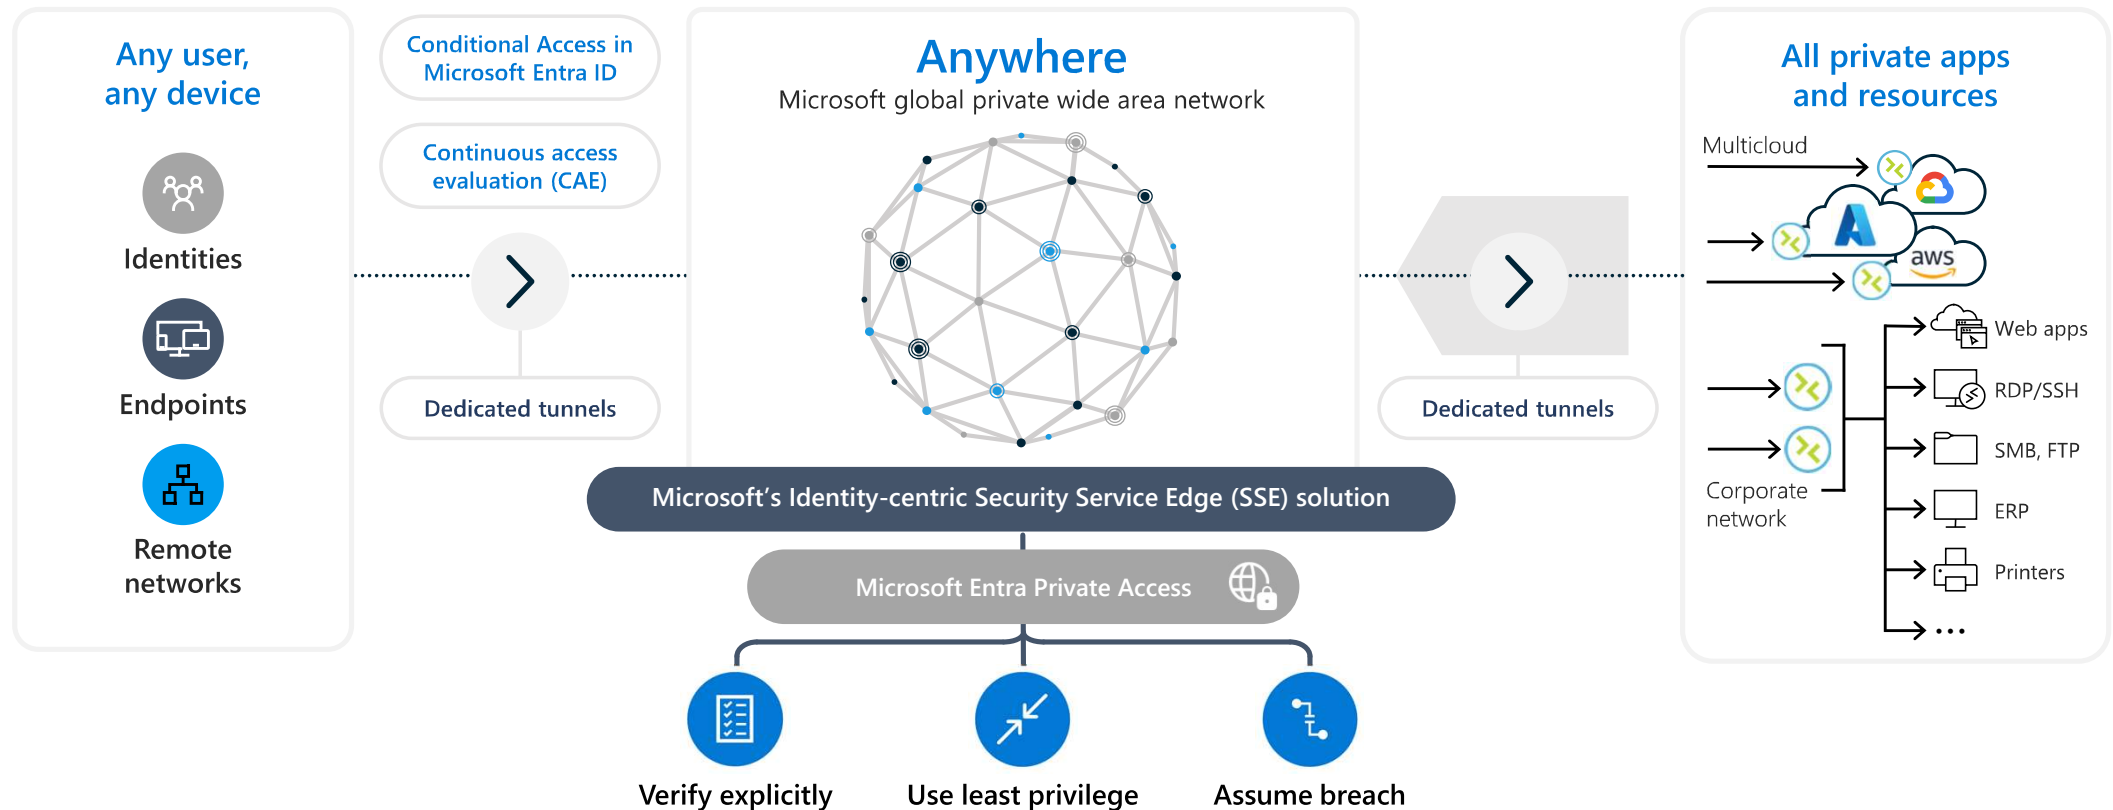 Any user,
any device
Identities
Endpoints
Remote
networks
Conditional Access in
Microsoft Entra ID
Continuous access
evaluation (CAE)
Dedicated tunnels
Anywhere
Microsoft global private wide area network
Microsoft’s Identity-centric Security Service Edge (SSE) solution
Microsoft Entra Private Access
Verify explicitly
Use least privilege
Assume breach
Dedicated tunnels
All private apps
and resources
Multicloud
aws
Corporate
network
Web apps
RDP/SSH
SMB, FTP
ERP
Printers
...